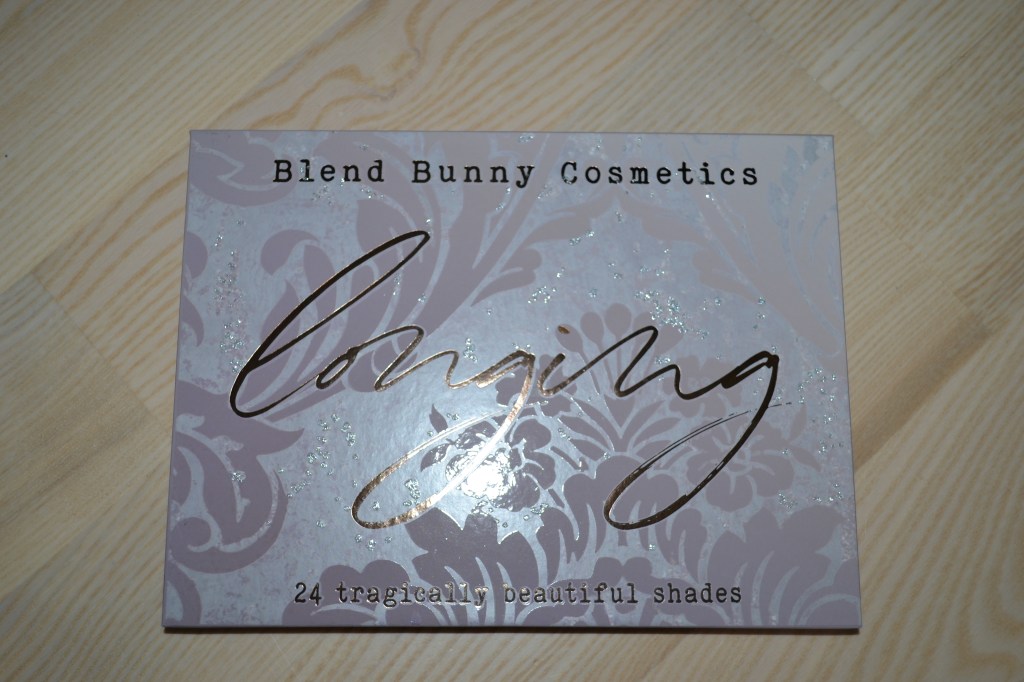 Blend Bunny Cosmetics
longing
24 tragically beautiful shades